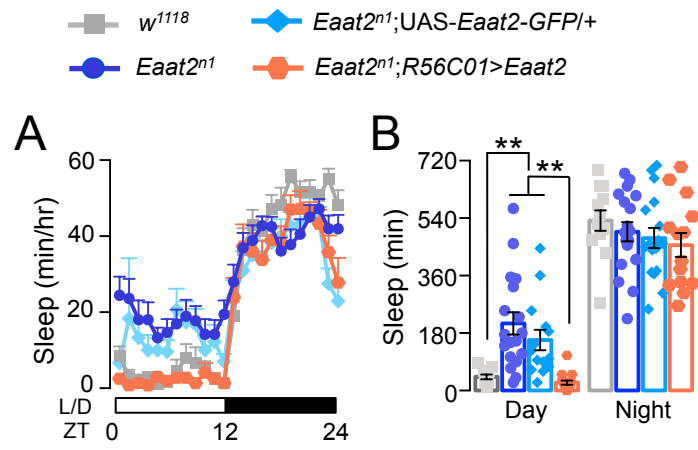 w¹¹¹⁸ Eaat2ⁿ¹;UAS-Eaat2-GFP/+
Eaat2ⁿ¹ Eaat2ⁿ¹;R56C01>Eaat2
A
60
40
20
0
Sleep (min/hr)
L/D
ZT 0 12 24
B
720
540
360
180
0
Sleep (min)
**
**
Day Night